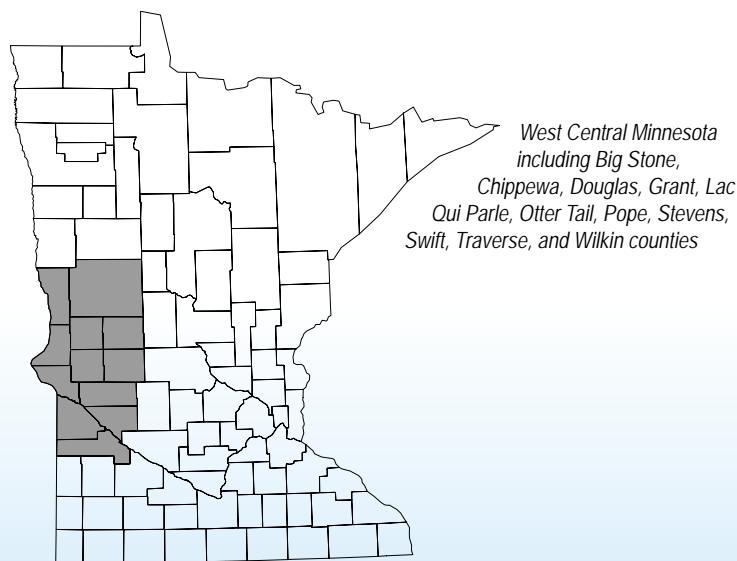 West Central Minnesota
including Big Stone,
Chippewa, Douglas, Grant, Lac
Qui Parle, Otter Tail, Pope, Stevens,
Swift, Traverse, and Wilkin counties